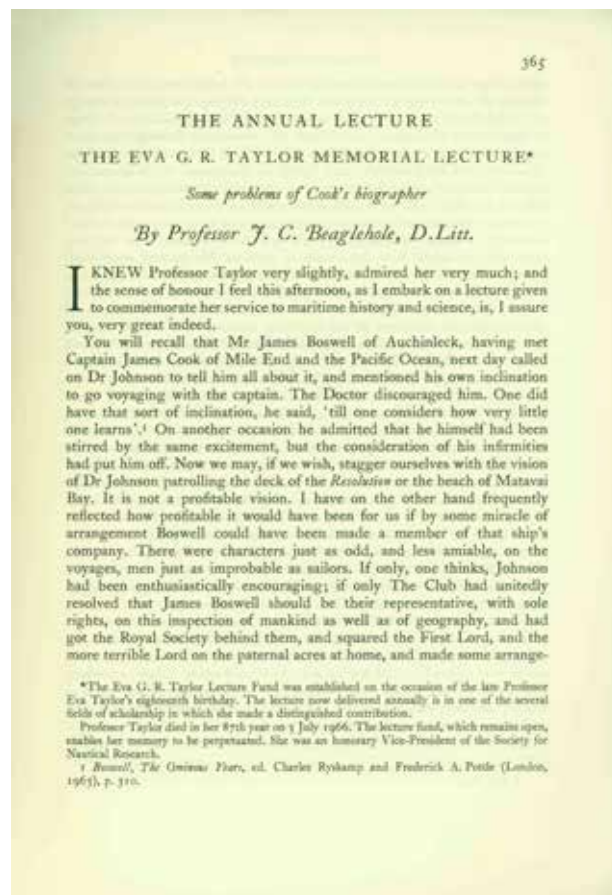 365
THE ANNUAL LECTURE
THE EVA G. R. TAYLOR MEMORIAL LECTURE*
Some problems of Cook's biographer
By Professor J. C. Beaglehole, D.Litt.
I KNEW Professor Taylor very slightly, admired her very much; and
the sense of honour I feel this afternoon, as I embark on a lecture given
to commemorate her service to maritime history and science, is, I assure
you, very great indeed.
You will recall that Mr James Boswell of Auchinleck, having met
Captain James Cook of Mile End and the Pacific Ocean, next day called
on Dr Johnson to tell him all about it, and mentioned his own inclination
to go voyaging with the captain. The Doctor discouraged him. One did
have that sort of inclination, he said, 'till one considers how very little
one learns'.¹ On another occasion he admitted that he himself had been
stirred by the same excitement, but the consideration of his infirmities
had put him off. Now we may, if we wish, stagger ourselves with the vision
of Dr Johnson patrolling the deck of the Resolution or the beach of Matavai
Bay. It is not a profitable vision. I have on the other hand frequently
reflected how profitable it would have been for us if by some miracle of
arrangement Boswell could have been made a member of that ship's
company. There were characters just as odd, and less amiable, on the
voyages, men just as improbable as sailors. If only, one thinks, Johnson
had been enthusiastically encouraging; if only The Club had unitedly
resolved that James Boswell should be their representative, with sole
rights, on this inspection of mankind as well as of geography, and had
got the Royal Society behind them, and squared the First Lord, and the
more terrible Lord on the paternal acres at home, and made some arrange-
*The Eva G. R. Taylor Lecture Fund was established on the occasion of the late Professor
Eva Taylor's eightieth birthday. The lecture now delivered annually is in one of the several
fields of scholarship in which she made a distinguished contribution.
Professor Taylor died in her 87th year on 5 July 1966. The lecture fund, which remains open,
enables her memory to be perpetuated. She was an honorary Vice-President of the Society for
Nautical Research.
1 Boswell, The Ominous Years, ed. Charles Ryskamp and Frederick A. Pottle (London,
1963), p. 310.